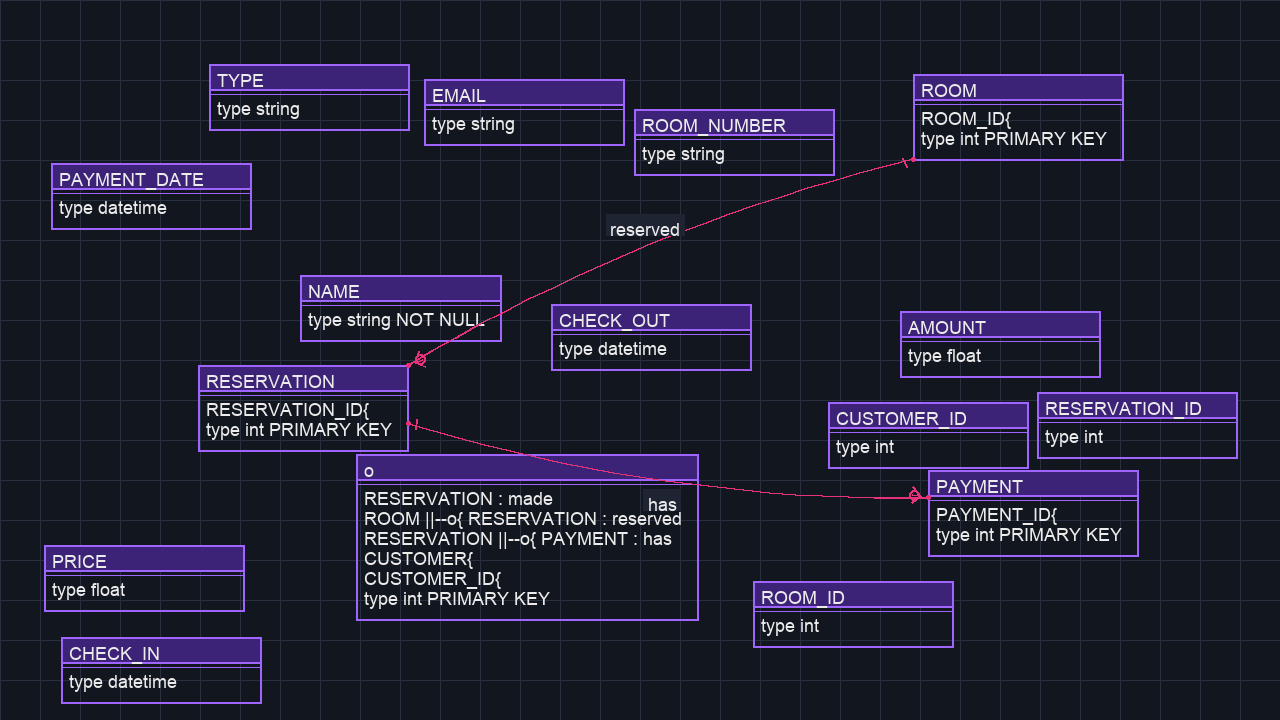 TYPE
type string
EMAIL
type string
ROOM_NUMBER
type string
ROOM
ROOM_ID{
type int PRIMARY KEY
PAYMENT_DATE
type datetime
reserved
NAME
type string NOT NULL
CHECK_OUT
type datetime
AMOUNT
type float
RESERVATION
RESERVATION_ID{
type int PRIMARY KEY
CUSTOMER_ID
type int
RESERVATION_ID
type int
o
RESERVATION : made
ROOM ||--o{ RESERVATION : reserved
RESERVATION ||--o{ PAYMENT : has
CUSTOMER{
CUSTOMER_ID{
type int PRIMARY KEY
has
PAYMENT
PAYMENT_ID{
type int PRIMARY KEY
PRICE
type float
ROOM_ID
type int
CHECK_IN
type datetime